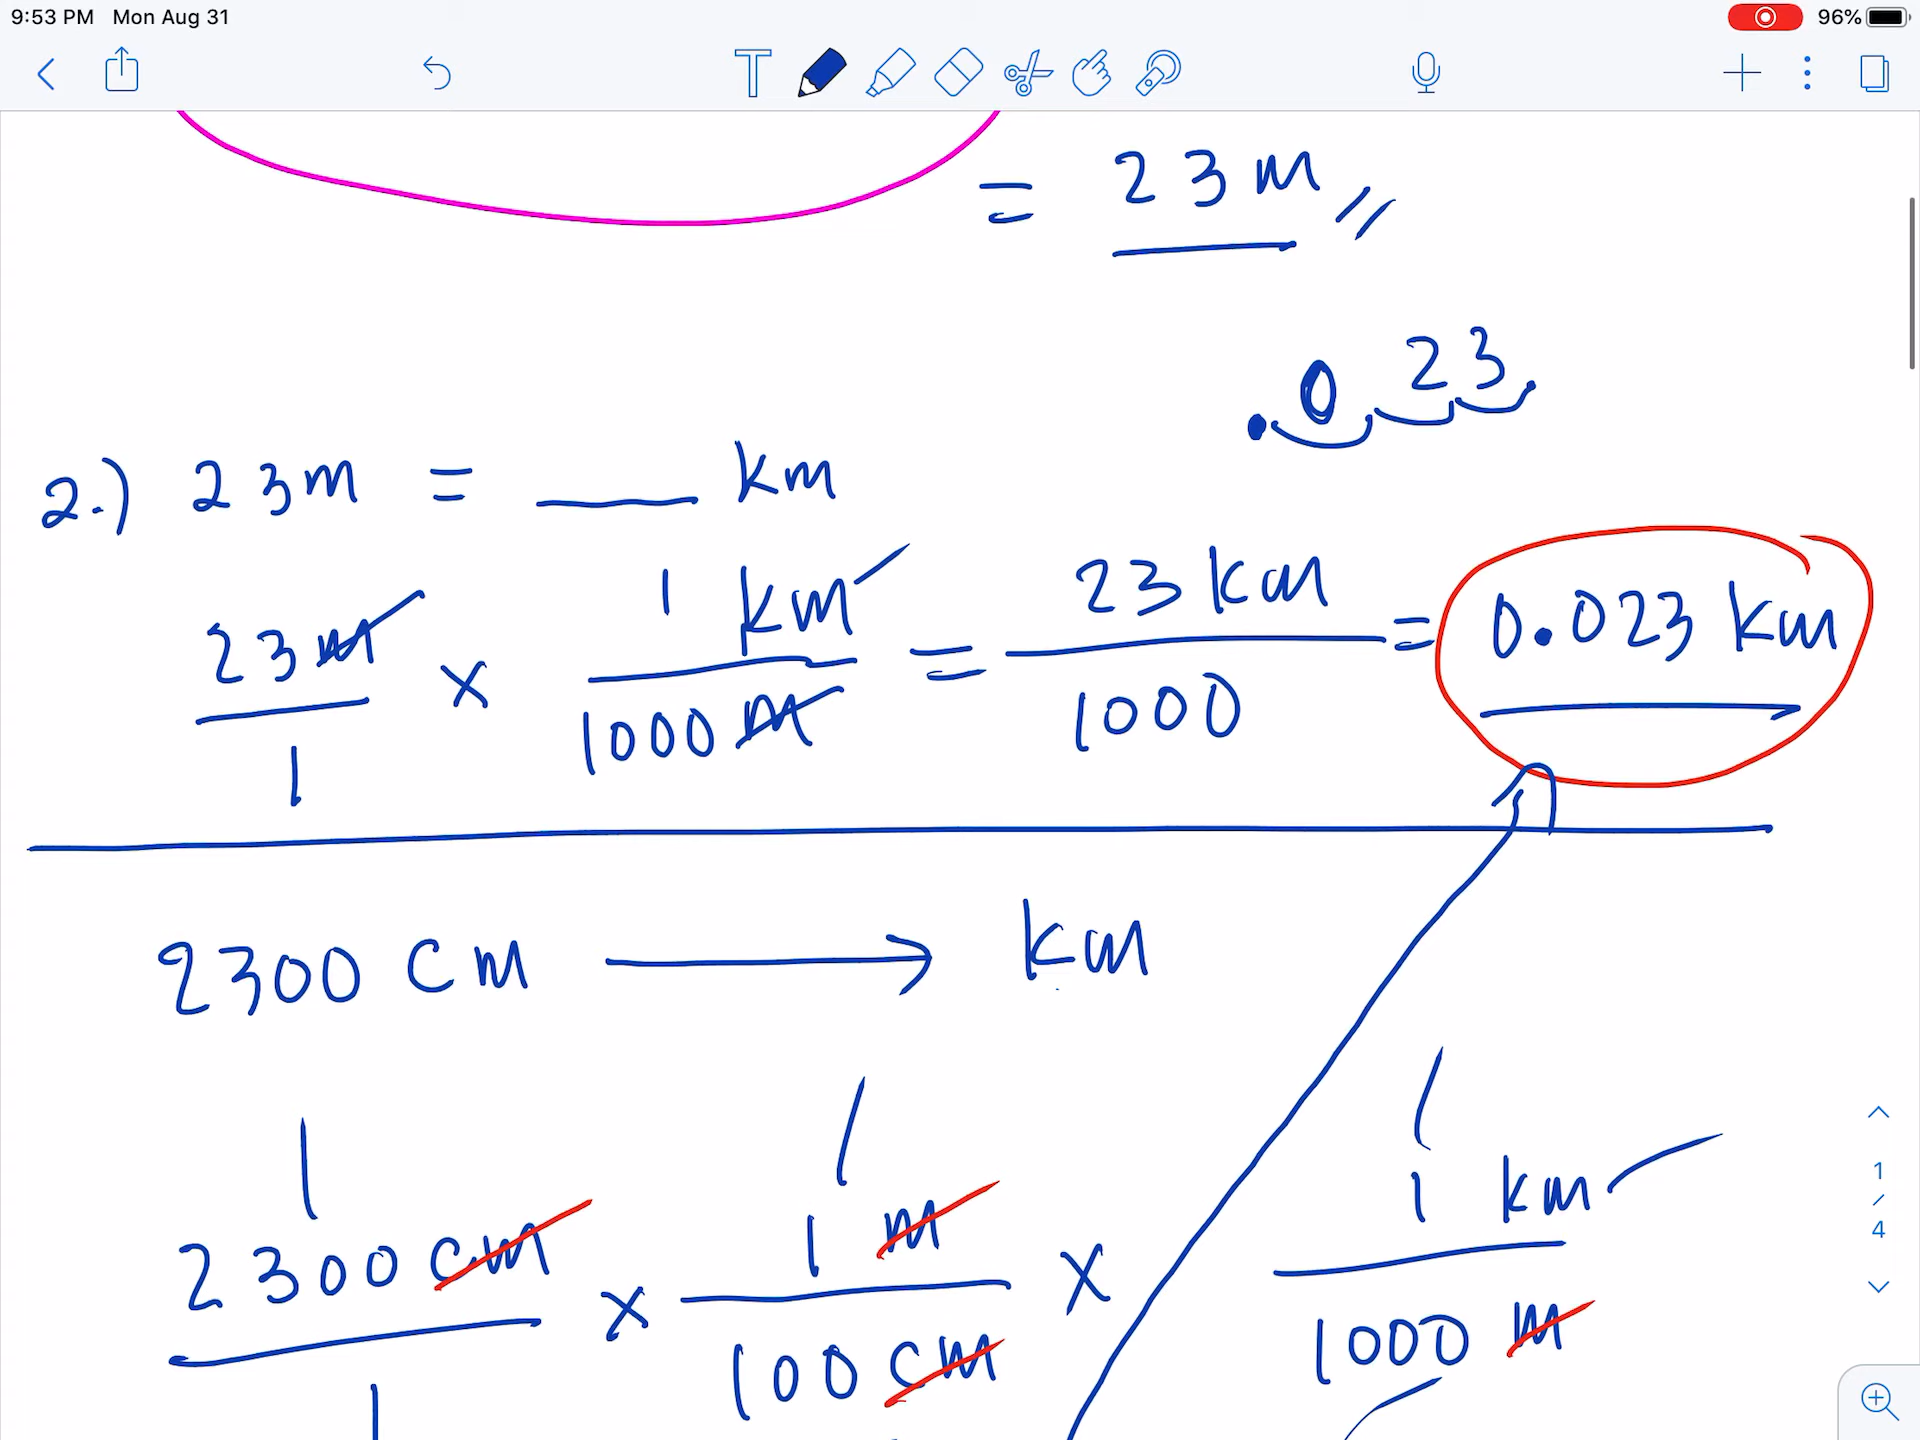 9:53 PM Mon Aug 31 96%
T
= 23 m //
.0 23.
2.) 23m = ___ km
23m/1 x 1 km/1000 m = 23 km/1000 = 0.023 km
2300 cm → km
2300 cm/1 x 1 m/100 cm x 1 km/1000 m
1 / 4